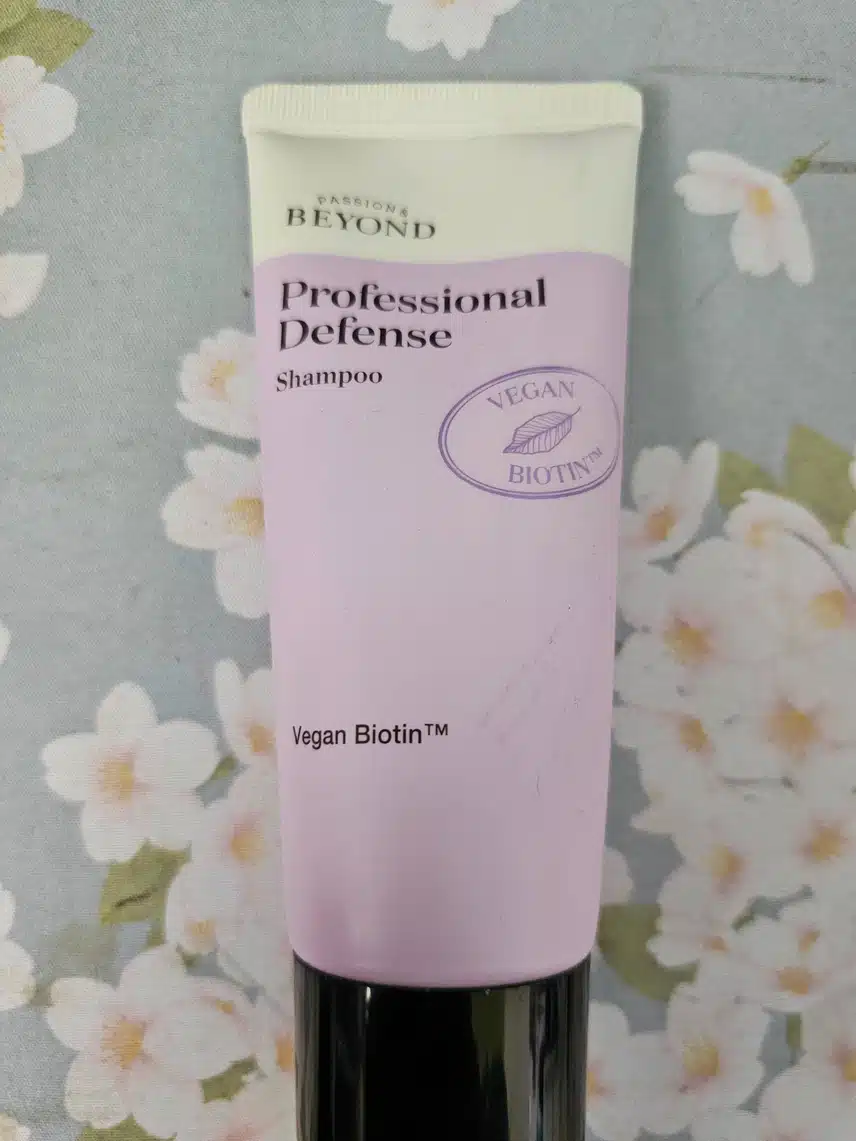 PASSION&
BEYOND
Professional
Defense
Shampoo
VEGAN
BIOTIN™
Vegan Biotin™